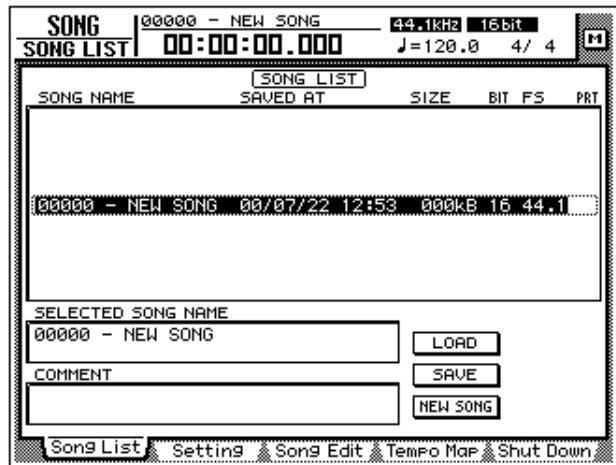 SONG 00000 - NEW SONG 44.1kHz 16bit
SONG LIST 00:00:00.000 ♩=120.0 4/ 4 M
SONG LIST
SONG NAME SAVED AT SIZE BIT FS PRT
00000 - NEW SONG 00/07/22 12:53 000kB 16 44.1
SELECTED SONG NAME
00000 - NEW SONG
LOAD
COMMENT
SAVE
NEW SONG
Song List Setting Song Edit Tempo Map Shut Down